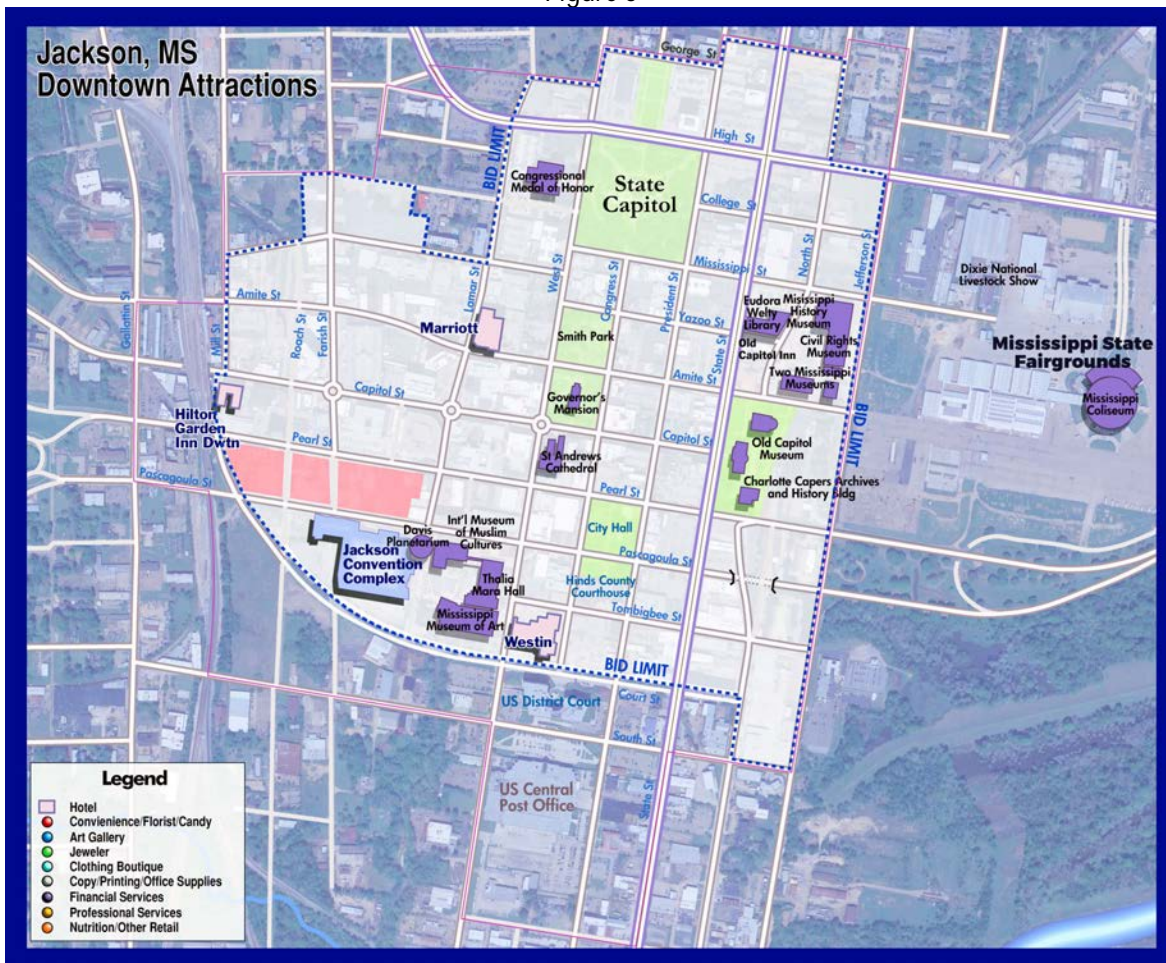 Jackson, MS
Downtown Attractions
George St
High St
BID LIMIT
Congressional
Medal of Honor
State
Capitol
College St
Mississippi St
North St
Jefferson St
Dixie National
Livestock Show
Gallatin St
Mill St
Amite St
Roach St
Farish St
Lamar St
West St
Congress St
President St
Yazoo St
State St
Marriott
Smith Park
Eudora
Welty
Library
Misissippi
History
Museum
Old
Capitol Inn
Civil Rights
Museum
Two Mississippi
Museums
Mississippi State
Fairgrounds
Mississippi
Coliseum
Capitol St
Governor's
Mansion
Amite St
Hilton
Garden
Inn Dwtn
Pearl St
St Andrews
Cathedral
Capitol St
Old Capitol
Museum
BID LIMIT
Pascagoula St
Pearl St
Charlotte Capers Archives
and History Bldg
Davis
Planetarium
Int'l Museum
of Muslim
Cultures
City Hall
Pascagoula St
Jackson
Convention
Complex
Thalia
Mara Hall
Hinds County
Courthouse
Mississippi
Museum of Art
Tombigbee St
Westin
BID LIMIT
US District Court
Court St
South St
US Central
Post Office
State St
Legend
Hotel
Convienience/Florist/Candy
Art Gallery
Jeweler
Clothing Boutique
Copy/Printing/Office Supplies
Financial Services
Professional Services
Nutrition/Other Retail